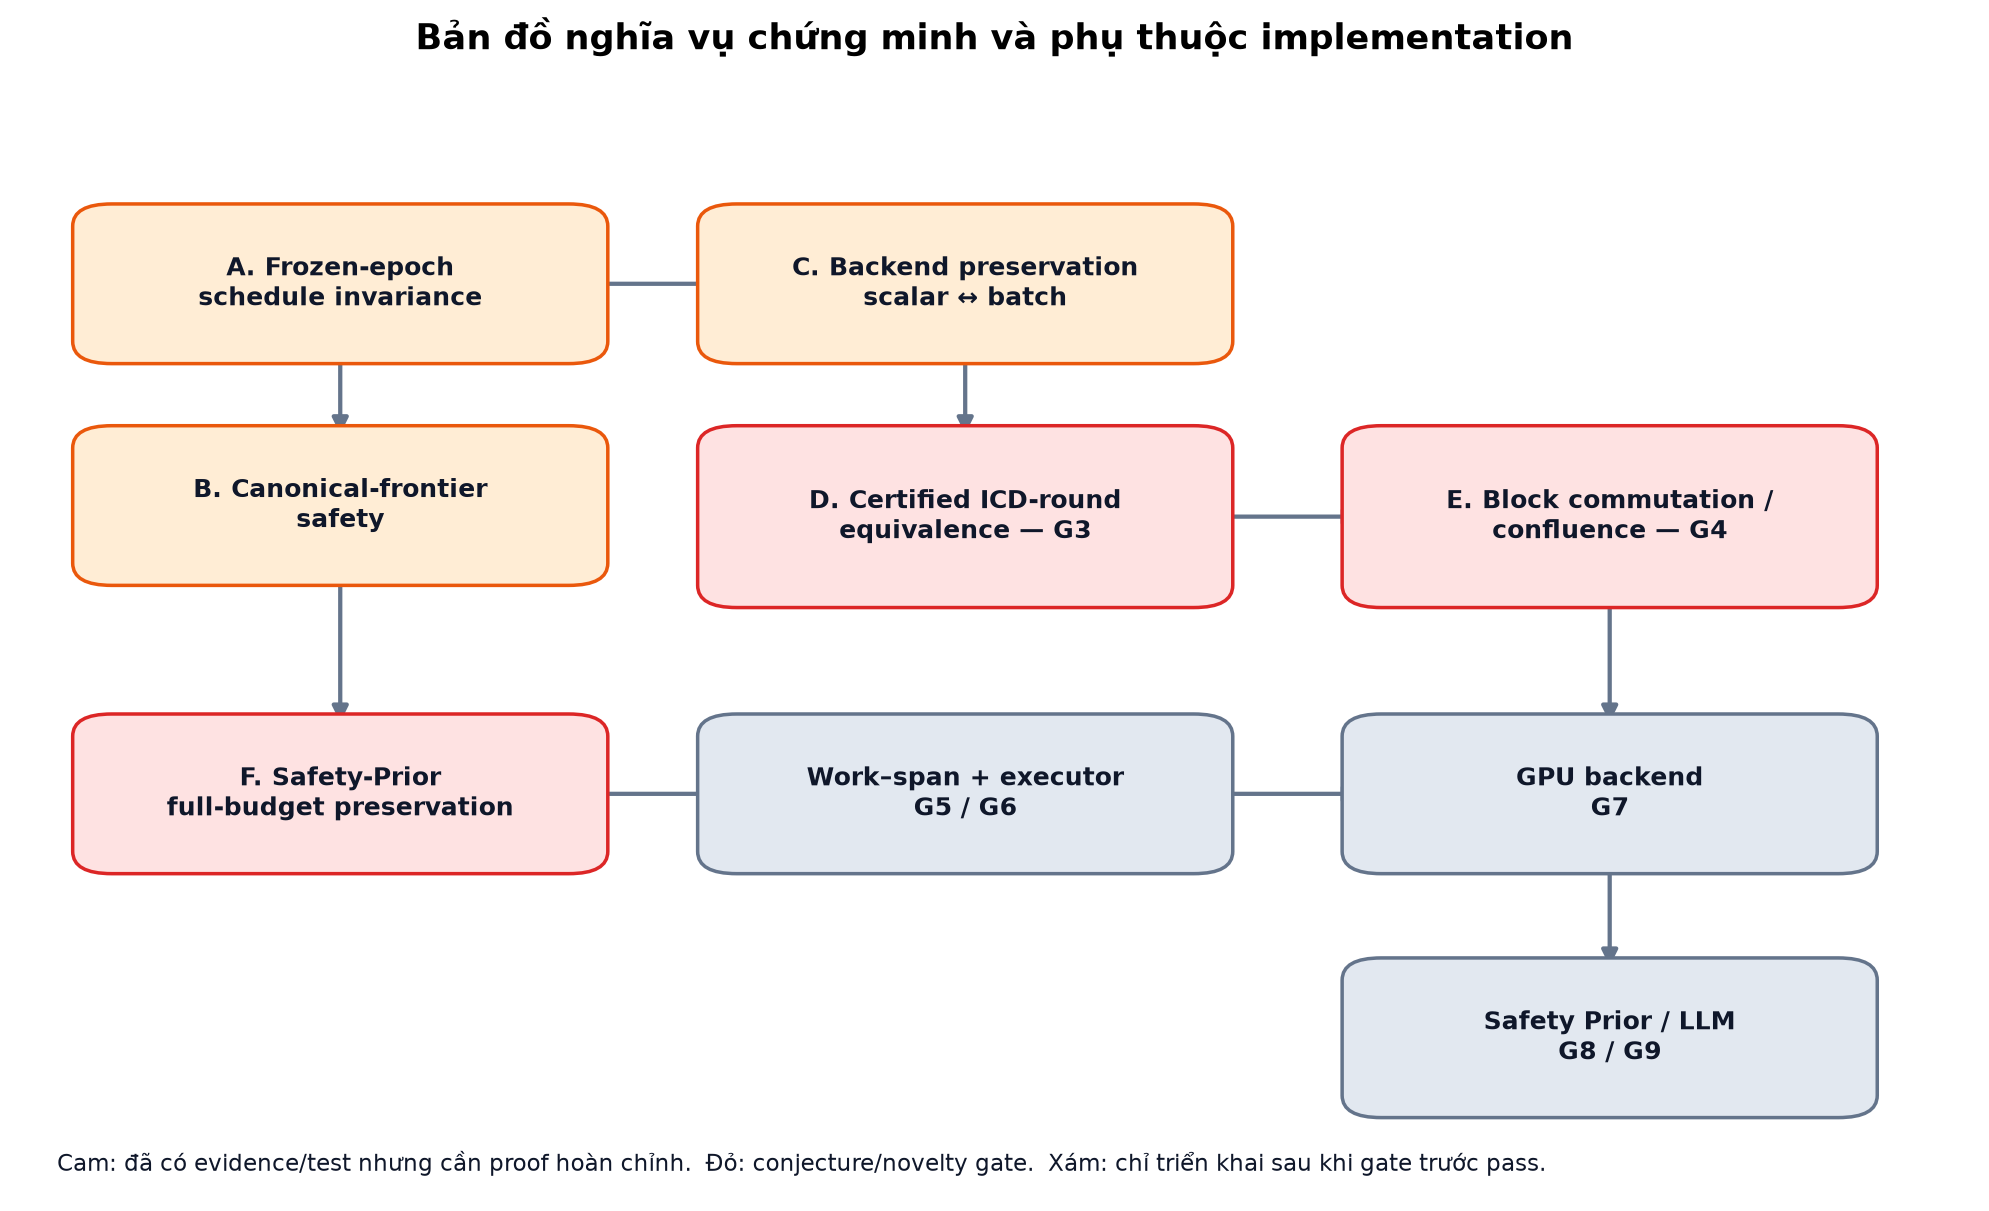 Bản đồ nghĩa vụ chứng minh và phụ thuộc implementation
A. Frozen-epoch
schedule invariance
C. Backend preservation
scalar ↔ batch
B. Canonical-frontier
safety
D. Certified ICD-round
equivalence — G3
E. Block commutation /
confluence — G4
F. Safety-Prior
full-budget preservation
Work–span + executor
G5 / G6
GPU backend
G7
Safety Prior / LLM
G8 / G9
Cam: đã có evidence/test nhưng cần proof hoàn chỉnh.  Đỏ: conjecture/novelty gate.  Xám: chỉ triển khai sau khi gate trước pass.